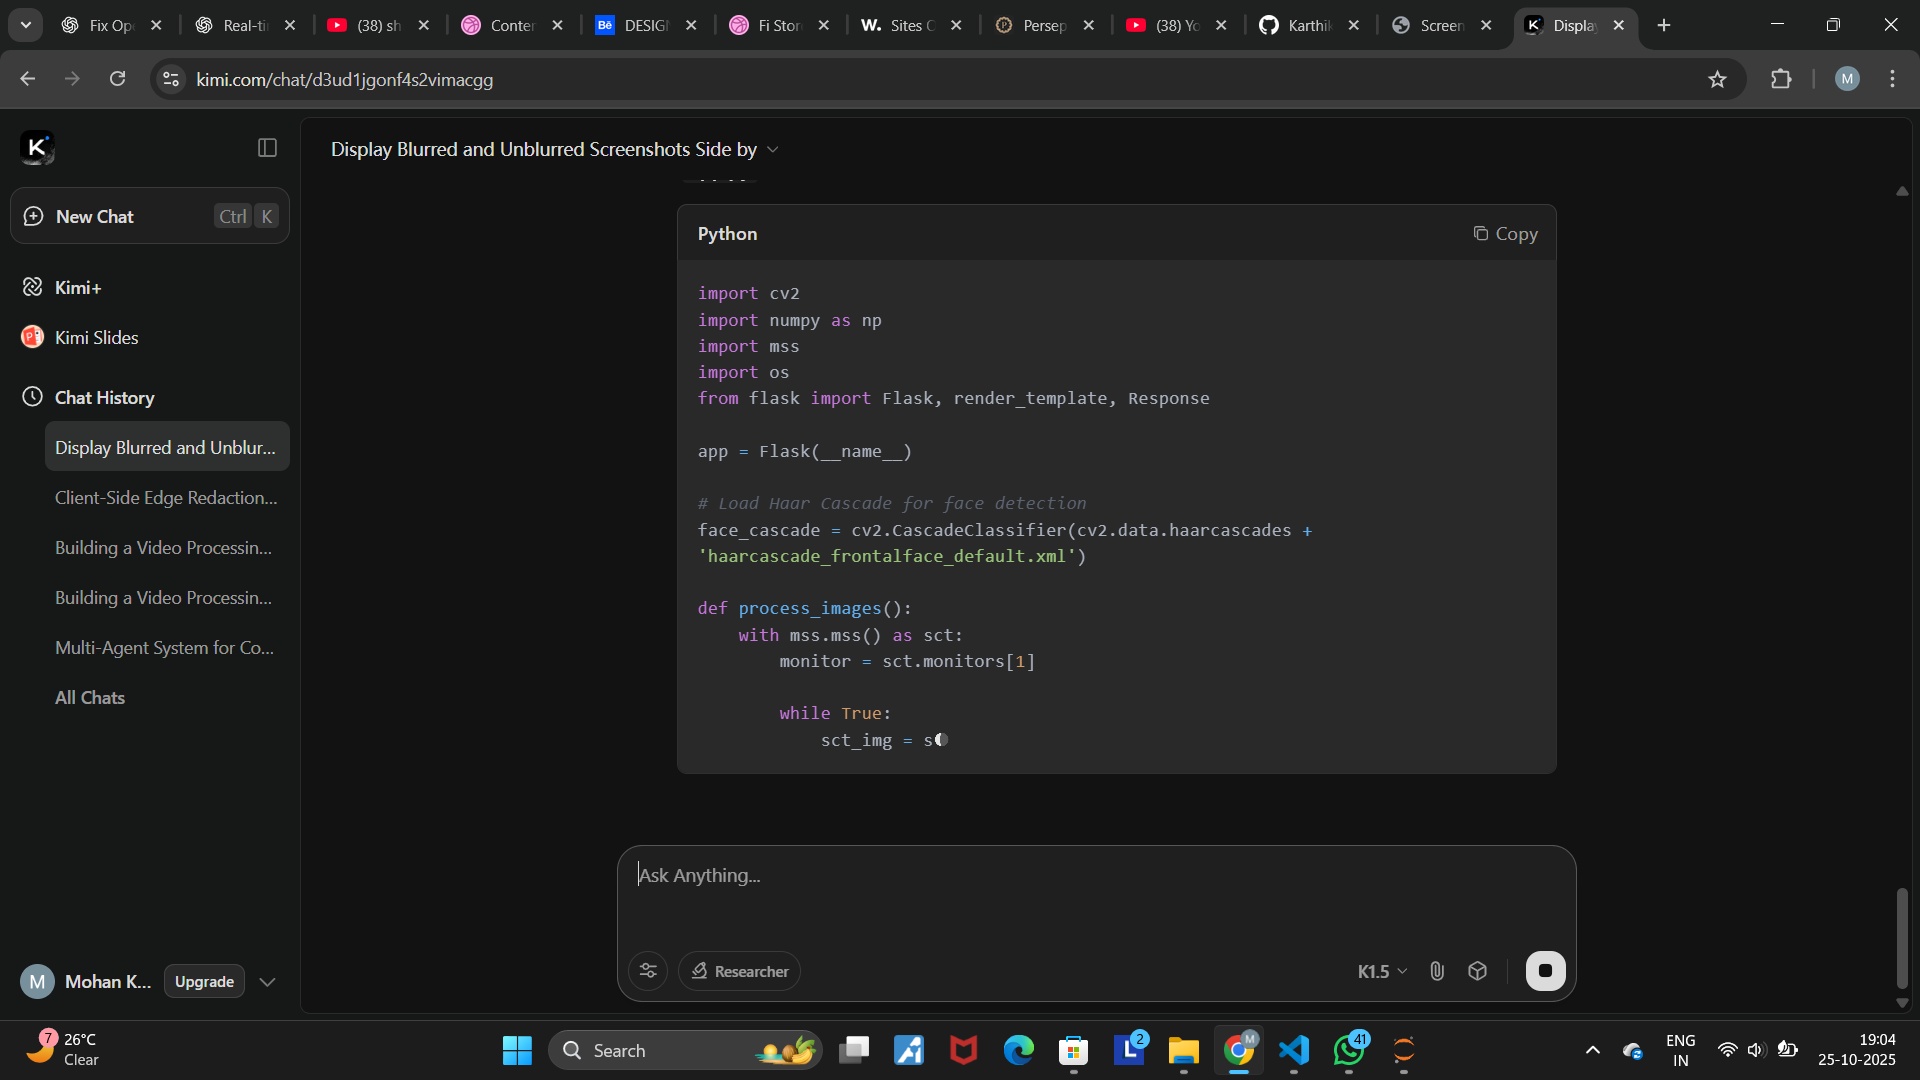 Fix Ope
Real-ti
(38) sh
Conter
Bē
DESIGN
Fi Stor
W.
Sites O
P
Persep
(38) Yo
Karthik
Screen
K
Displa
kimi.com/chat/d3ud1jgonf4s2vimacgg
M
K
New Chat
Ctrl K
Kimi+
Kimi Slides
Chat History
Display Blurred and Unblur...
Client-Side Edge Redaction...
Building a Video Processin...
Building a Video Processin...
Multi-Agent System for Co...
All Chats
M
Mohan K...
Upgrade
Display Blurred and Unblurred Screenshots Side by
Python
Copy
import cv2
import numpy as np
import mss
import os
from flask import Flask, render_template, Response
app = Flask(__name__)
# Load Haar Cascade for face detection
face_cascade = cv2.CascadeClassifier(cv2.data.haarcascades +
'haarcascade_frontalface_default.xml')
def process_images():
with mss.mss() as sct:
monitor = sct.monitors[1]
while True:
sct_img = s
Ask Anything...
Researcher
K1.5
7
26°C
Clear
Search
L
2
M
41
ENG
IN
19:04
25-10-2025